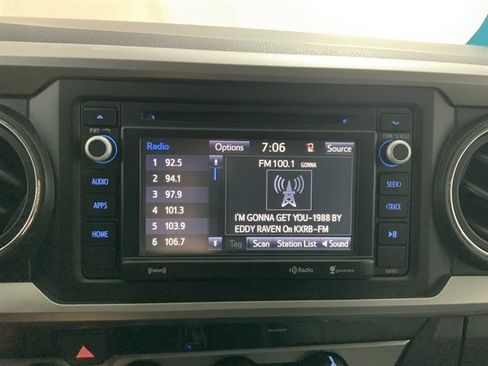 Radio Options 7:06 Source
PWR•VOL
TUNE•SCROLL
1 92.5
2 94.1
3 97.9
4 101.3
5 103.9
6 106.7
FM 100.1 GONNA
I'M GONNA GET YOU-1988 BY
EDDY RAVEN On KXRB-FM
Tag Scan Station List Sound
AUDIO
APPS
HOME
SEEK>
<TRACK
HD Radio